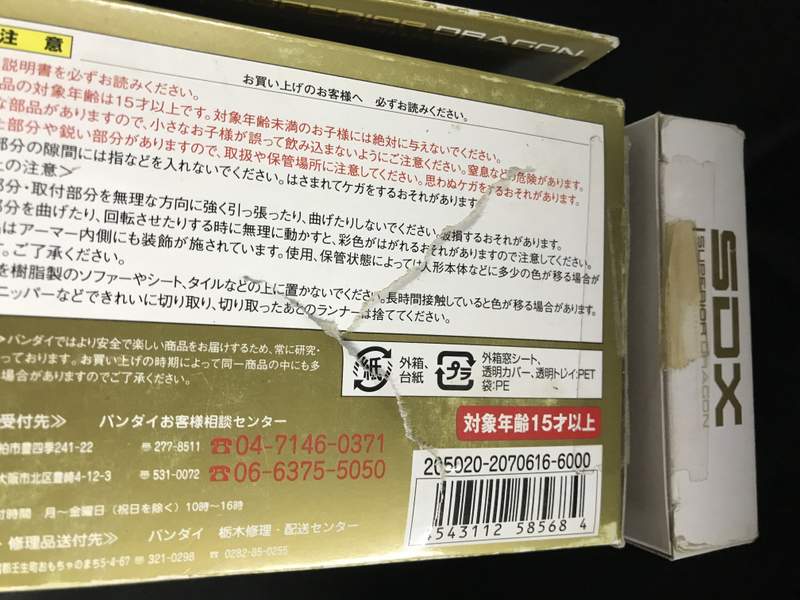 SUPERIOR DRAGON
注意
お買い上げのお客様へ 必ずお読みください。
説明書を必ずお読みください。
品の対象年齢は15才以上です。対象年齢未満のお子様には絶対に与えないでください。
な部品がありますので、小さなお子様が誤って飲み込まないようにご注意ください。窒息などの危険があります。
た部分や鋭い部分がありますので、取扱や保管場所に注意してください。思わぬケガをするおそれがあります。
部分の隙間には指などを入れないでください。はさまれてケガをするおそれがあります
上の注意>
部分・取付部分を無理な方向に強く引っ張ったり、曲げたりしないでください。破損するおそれがあります。
部分を曲げたり、回転させたりする時に無理に動かすと、彩色がはがれるおそれがありますので注意してください。
はアーマー内側にも装飾が施されています。使用、保管状態によっては人形本体などに多少の色が移る場合が
す。ご了承ください。
を樹脂製のソファーやシート、タイルなどの上に置かないでください。長時間接触していると色が移る場合があります。
ニッパーなどできれいに切り取り、切り取ったあとのランナーは捨ててください。
バンダイではより安全で楽しい商品をお届けするため、常に研究・
っております。お買い上げの時期によって同一商品の中にも多
る場合がありますのでご了承ください。
紙 外箱、台紙
プラ 外箱窓シート、
透明カバー、透明トレイ:PET
袋:PE
受付先≫ バンダイお客様相談センター
柏市豊四季241-22 〒277-8511 ☎04-7146-0371
大阪市北区豊崎4-12-3 〒531-0072 ☎06-6375-5050
付時間 月~金曜日(祝日を除く)10時~16時
・修理品送付先≫ バンダイ 栃木修理・配送センター
郡壬生町おもちゃのまち5-4-67 〒321-0298 ☎0282-86-0255
対象年齢15才以上
205020-2070616-6000
4543112 58568 4
SDX
SUPERIOR DRAGON